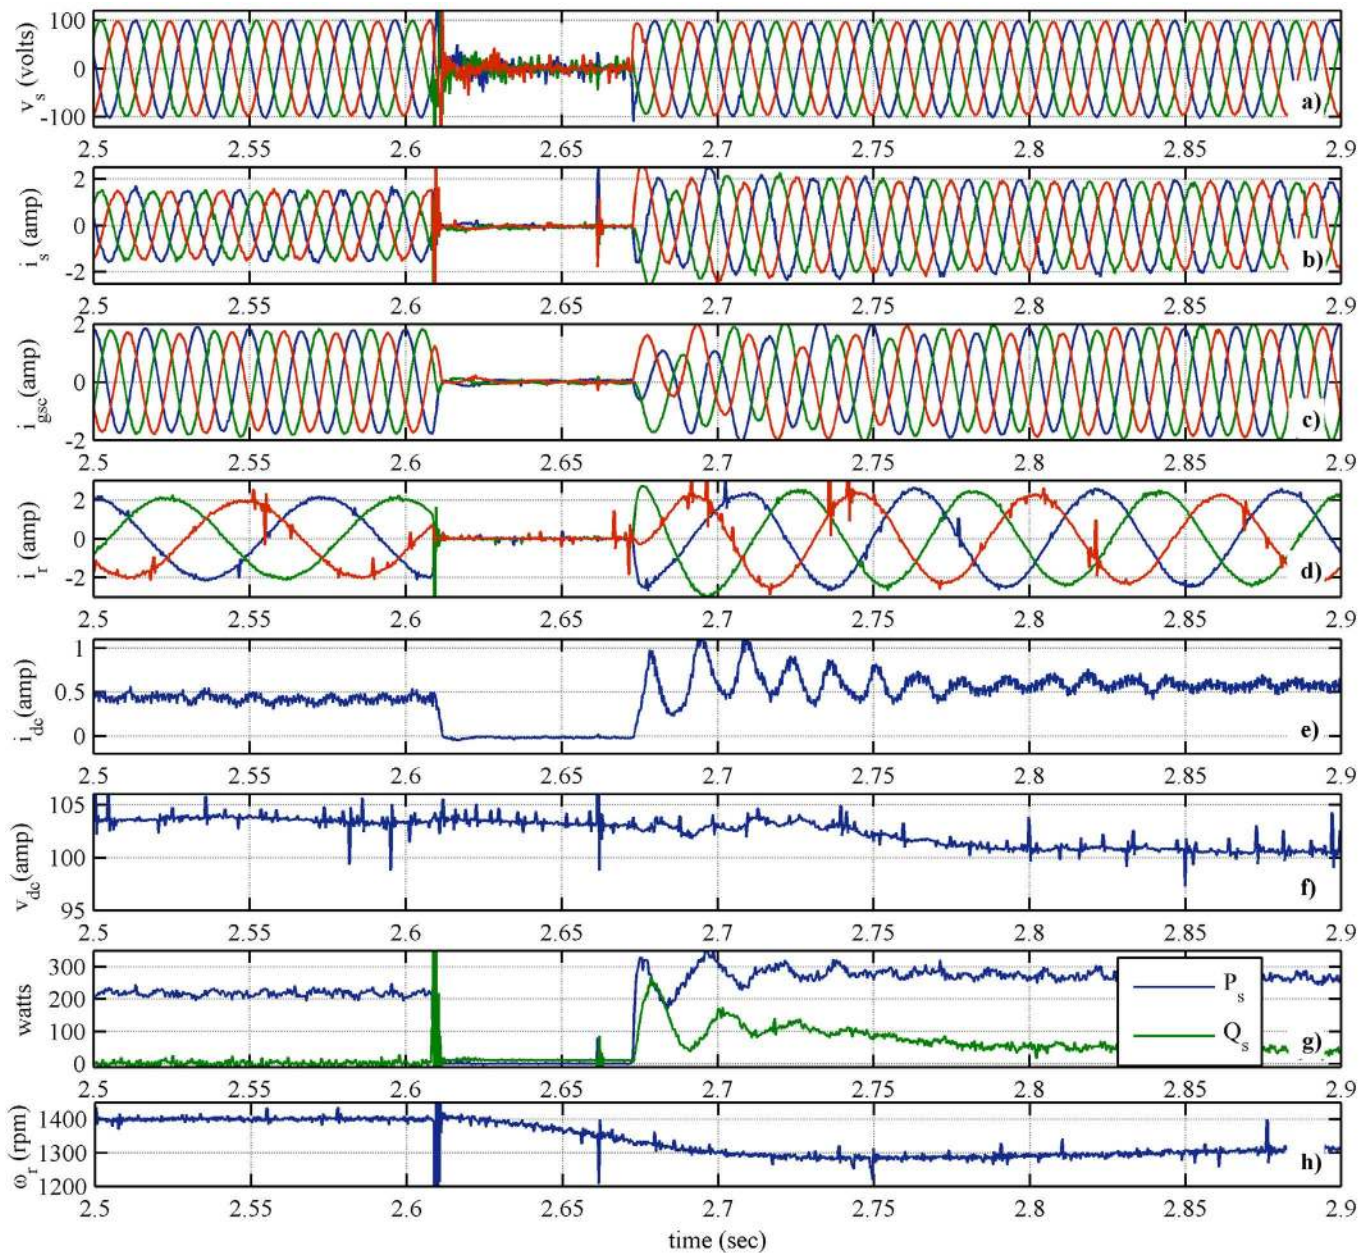 100
0
-100
v_s (volts)
a)
2.5 2.55 2.6 2.65 2.7 2.75 2.8 2.85 2.9
2
0
-2
i_s (amp)
b)
2.5 2.55 2.6 2.65 2.7 2.75 2.8 2.85 2.9
2
0
-2
i_gsc(amp)
c)
2.5 2.55 2.6 2.65 2.7 2.75 2.8 2.85 2.9
2
0
-2
i_r (amp)
d)
2.5 2.55 2.6 2.65 2.7 2.75 2.8 2.85 2.9
1
0.5
0
i_dc(amp)
e)
2.5 2.55 2.6 2.65 2.7 2.75 2.8 2.85 2.9
105
100
95
v_dc(amp)
f)
2.5 2.55 2.6 2.65 2.7 2.75 2.8 2.85 2.9
300
200
100
0
watts
P_s
Q_s
g)
2.5 2.55 2.6 2.65 2.7 2.75 2.8 2.85 2.9
1400
1300
1200
ω_r (rpm)
h)
2.5 2.55 2.6 2.65 2.7 2.75 2.8 2.85 2.9
time (sec)